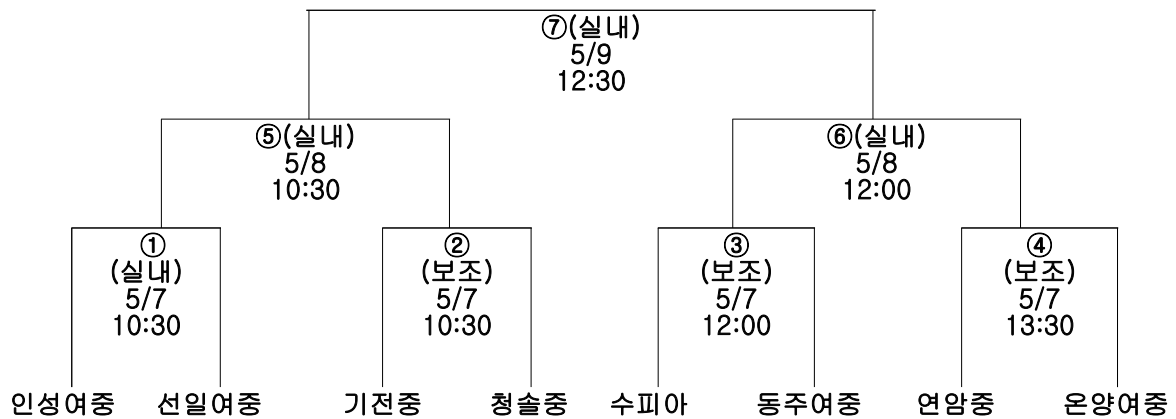 ⑦(실내)
5/9
12:30
⑤(실내)
5/8
10:30
⑥(실내)
5/8
12:00
①
(실내)
5/7
10:30
②
(보조)
5/7
10:30
③
(보조)
5/7
12:00
④
(보조)
5/7
13:30
인성여중 선일여중 기전중 청솔중 수피아 동주여중 연암중 온양여중